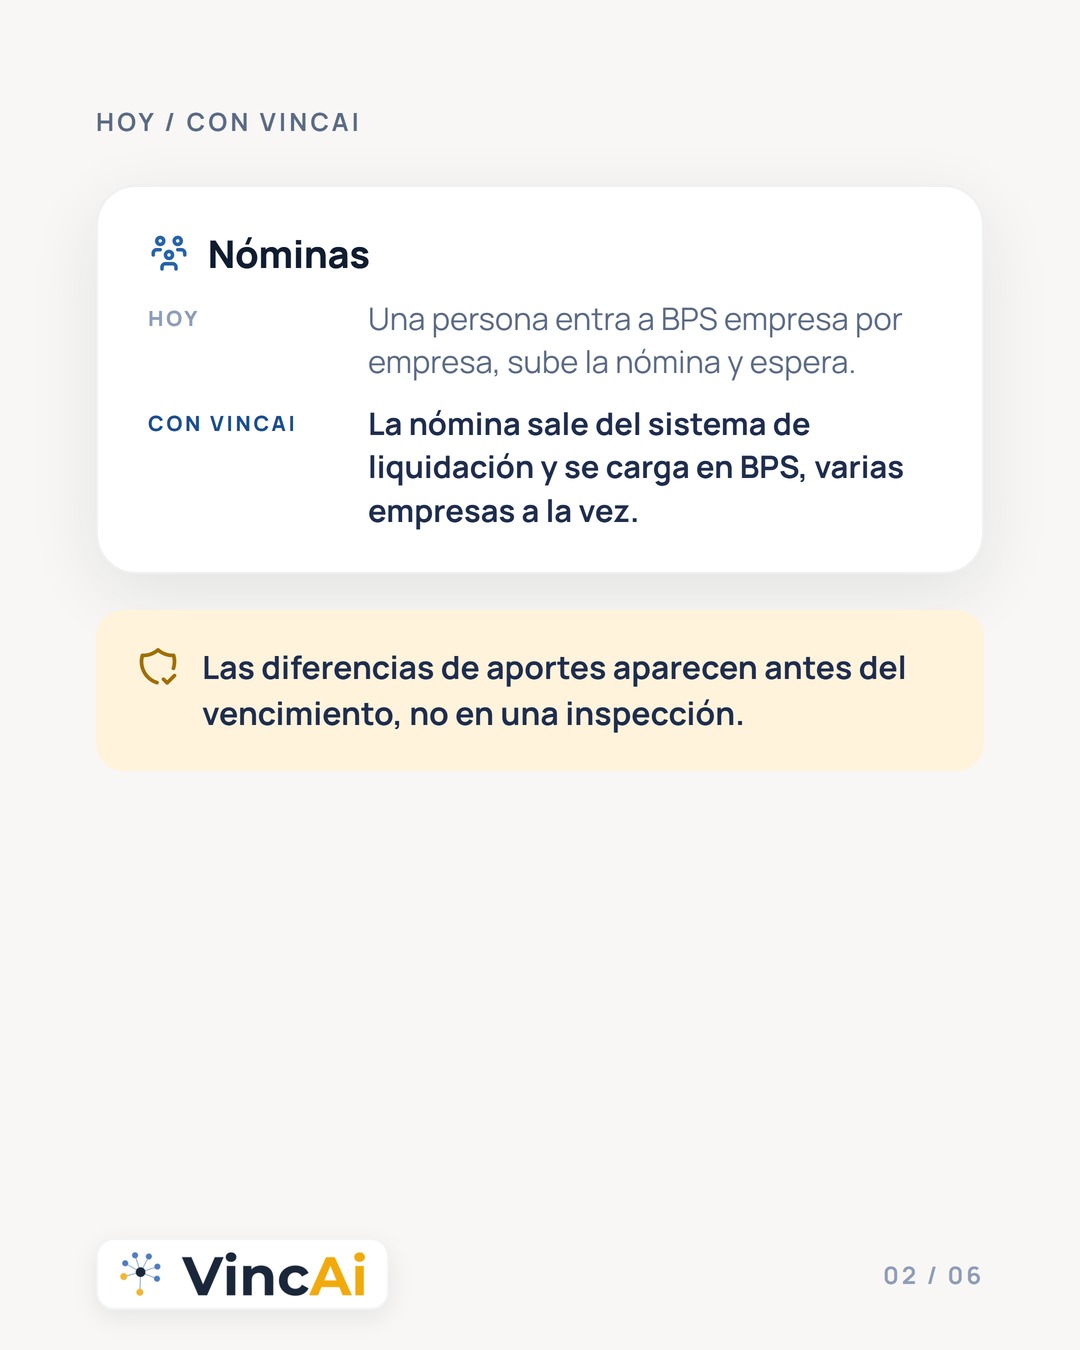 HOY / CON VINCAI
Nóminas
HOY
Una persona entra a BPS empresa por
empresa, sube la nómina y espera.
CON VINCAI
La nómina sale del sistema de
liquidación y se carga en BPS, varias
empresas a la vez.
Las diferencias de aportes aparecen antes del
vencimiento, no en una inspección.
VincAi
02 / 06